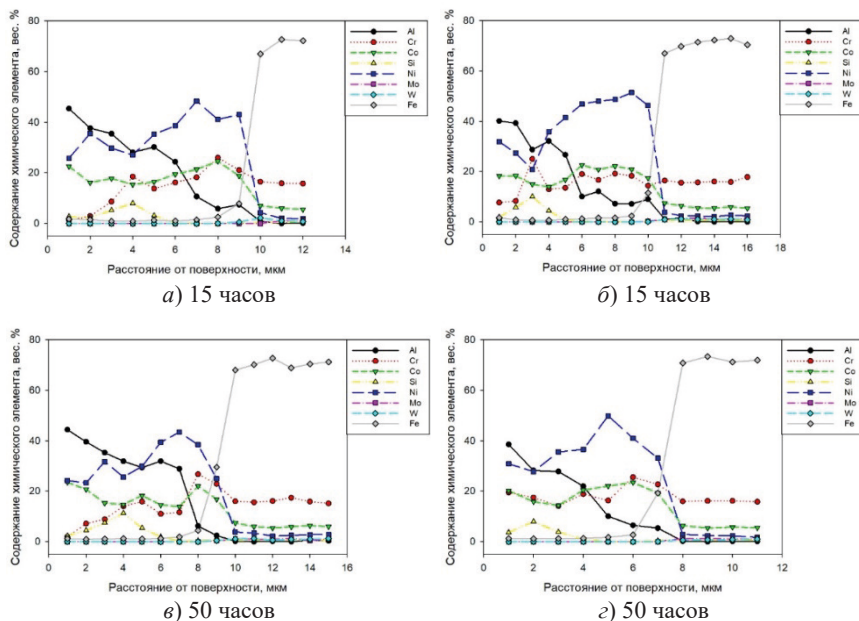 Содержание химического элемента, вес. %
80
60
40
20
0
0 2 4 6 8 10 12 14
Расстояние от поверхности, мкм
Al
Cr
Co
Si
Ni
Mo
W
Fe
а) 15 часов
Содержание химического элемента, вес. %
80
60
40
20
0
0 2 4 6 8 10 12 14 16 18
Расстояние от поверхности, мкм
Al
Cr
Co
Si
Ni
Mo
W
Fe
б) 15 часов
Содержание химического элемента, вес. %
80
60
40
20
0
0 2 4 6 8 10 12 14 16
Расстояние от поверхности, мкм
Al
Cr
Co
Si
Ni
Mo
W
Fe
в) 50 часов
Содержание химического элемента, вес. %
80
60
40
20
0
0 2 4 6 8 10 12
Расстояние от поверхности, мкм
Al
Cr
Co
Si
Ni
Mo
W
Fe
г) 50 часов